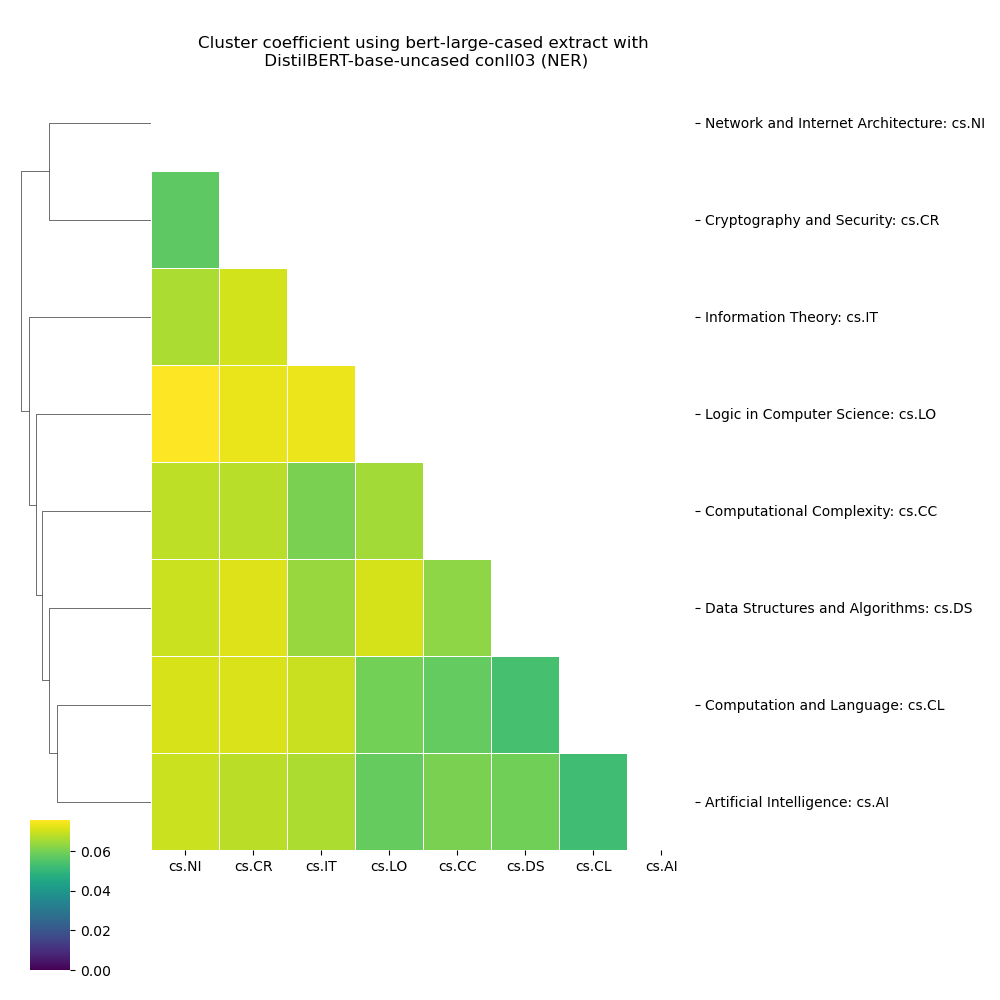 Cluster coefficient using bert-large-cased extract with
DistilBERT-base-uncased conll03 (NER)
Network and Internet Architecture: cs.NI
Cryptography and Security: cs.CR
Information Theory: cs.IT
Logic in Computer Science: cs.LO
Computational Complexity: cs.CC
Data Structures and Algorithms: cs.DS
Computation and Language: cs.CL
Artificial Intelligence: cs.AI
cs.NI cs.CR cs.IT cs.LO cs.CC cs.DS cs.CL cs.AI
0.06
0.04
0.02
0.00